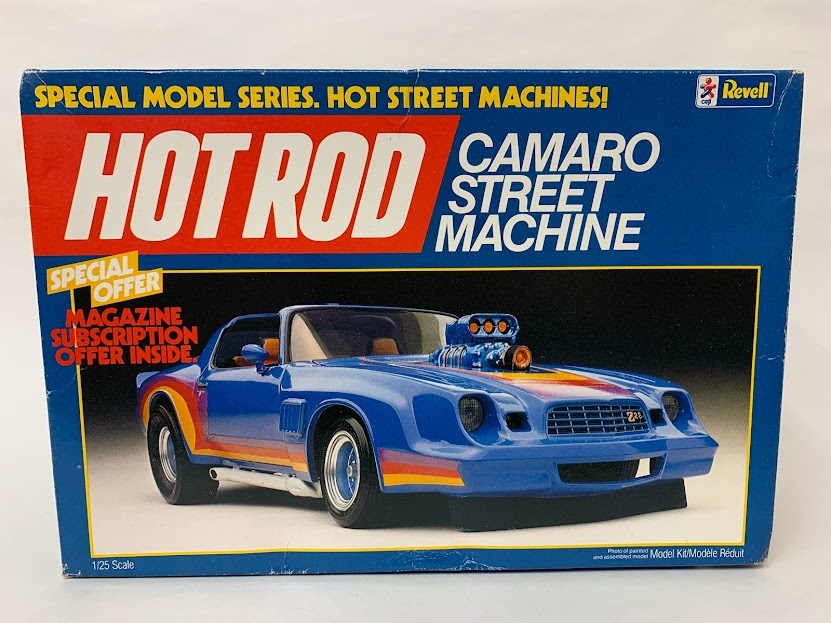 SPECIAL MODEL SERIES. HOT STREET MACHINES!
ceji Revell
HOT ROD
CAMARO
STREET
MACHINE
SPECIAL
OFFER
MAGAZINE
SUBSCRIPTION
OFFER INSIDE.
Z28
1/25 Scale
Photo of painted
and assembled model
Model Kit/Modèle Réduit